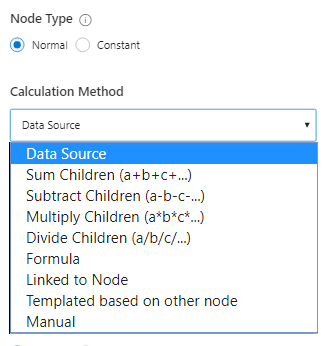 Node Type
Normal Constant
Calculation Method
Data Source
Data Source
Sum Children (a+b+c+...)
Subtract Children (a-b-c-...)
Multiply Children (a*b*c*...)
Divide Children (a/b/c/...)
Formula
Linked to Node
Templated based on other node
Manual